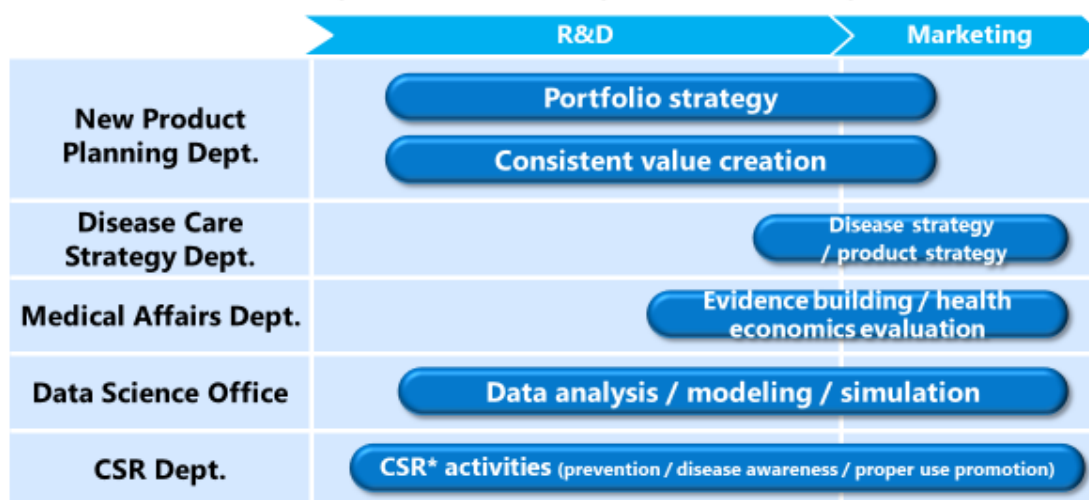 R&D
Marketing
New Product
Planning Dept.
Portfolio strategy
Consistent value creation
Disease Care
Strategy Dept.
Disease strategy
/ product strategy
Medical Affairs Dept.
Evidence building / health
economics evaluation
Data Science Office
Data analysis / modeling / simulation
CSR Dept.
CSR* activities (prevention / disease awareness / proper use promotion)